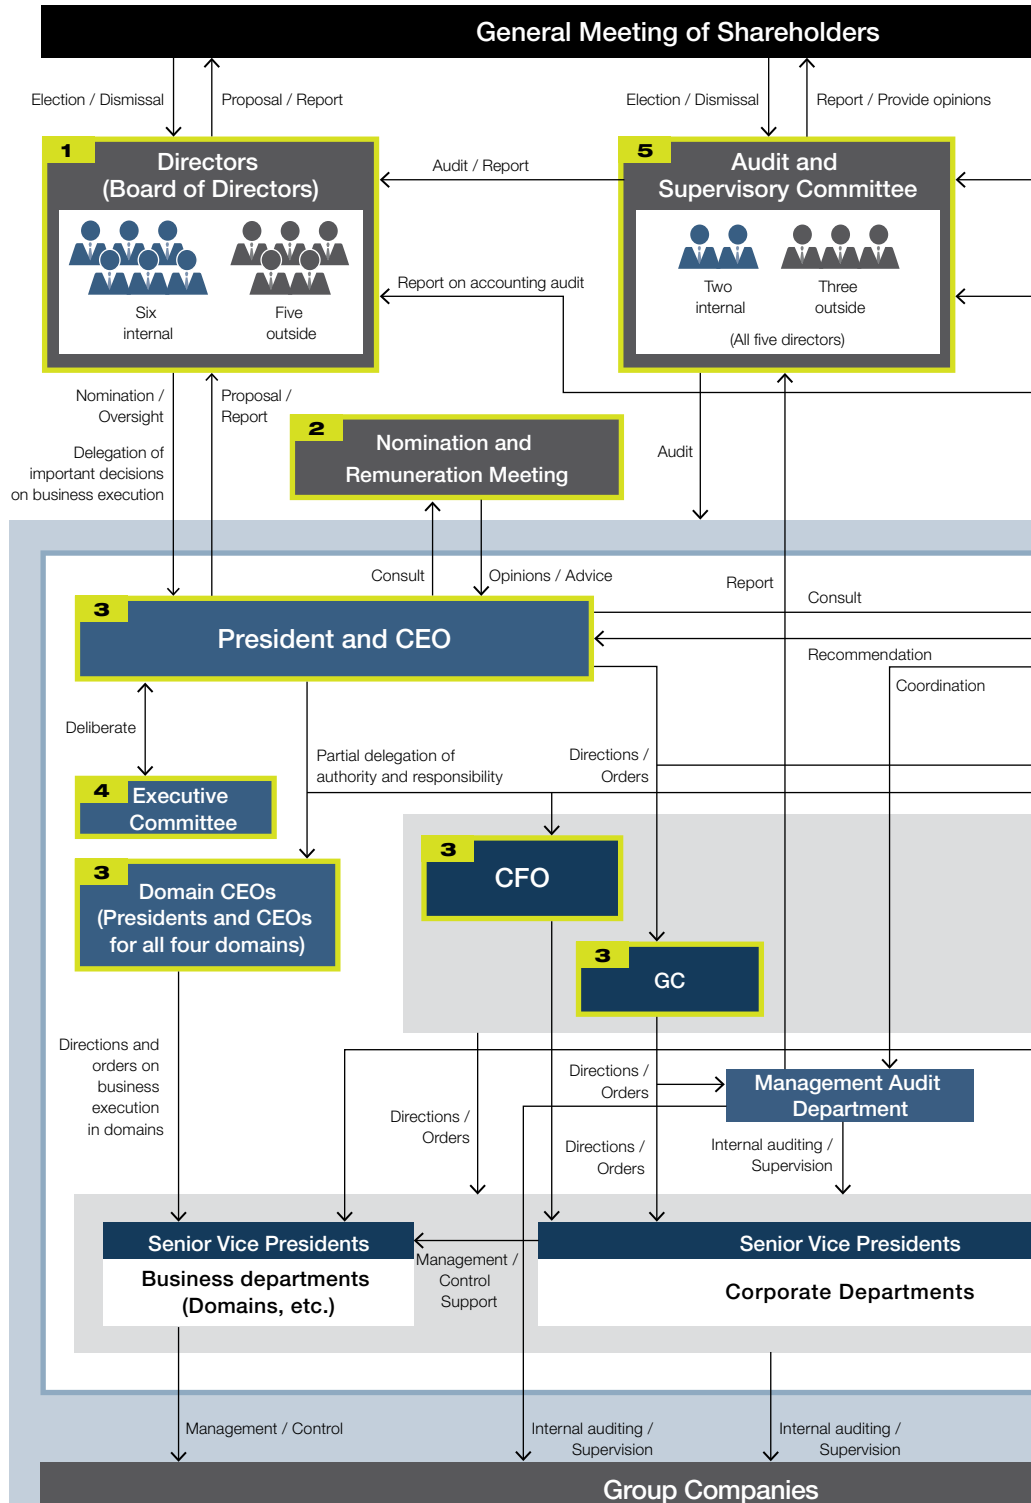 General Meeting of Shareholders
Election / Dismissal
Proposal / Report
Election / Dismissal
Report / Provide opinions
1
Directors
(Board of Directors)
Six
internal
Five
outside
Audit / Report
Report on accounting audit
5
Audit and
Supervisory Committee
Two
internal
Three
outside
(All five directors)
Nomination /
Oversight
Delegation of
important decisions
on business execution
Proposal /
Report
2
Nomination and
Remuneration Meeting
Audit
Consult
Opinions / Advice
Report
Consult
3
President and CEO
Recommendation
Coordination
Deliberate
Partial delegation of
authority and responsibility
Directions /
Orders
4
Executive
Committee
3
CFO
3
Domain CEOs
(Presidents and CEOs
for all four domains)
3
GC
Directions and
orders on
business
execution
in domains
Directions /
Orders
Directions /
Orders
Management Audit
Department
Directions /
Orders
Internal auditing /
Supervision
Senior Vice Presidents
Business departments
(Domains, etc.)
Management /
Control
Support
Senior Vice Presidents
Corporate Departments
Management / Control
Internal auditing /
Supervision
Internal auditing /
Supervision
Group Companies